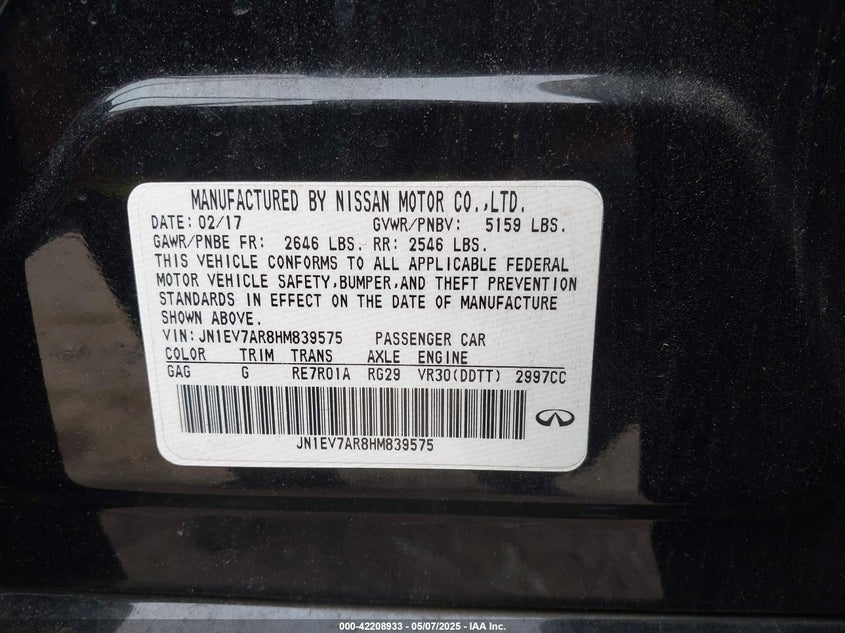 MANUFACTURED BY NISSAN MOTOR CO.,LTD.
DATE: 02/17 GVWR/PNBV: 5159 LBS.
GAWR/PNBE FR: 2646 LBS. RR: 2546 LBS.
THIS VEHICLE CONFORMS TO ALL APPLICABLE FEDERAL
MOTOR VEHICLE SAFETY,BUMPER,AND THEFT PREVENTION
STANDARDS IN EFFECT ON THE DATE OF MANUFACTURE
SHOWN ABOVE.
VIN: JN1EV7AR8HM839575 PASSENGER CAR
COLOR TRIM TRANS AXLE ENGINE
GAG G RE7R01A RG29 VR30(DDTT) 2997CC
JN1EV7AR8HM839575
000-42208933 - 05/07/2025 - IAA Inc.